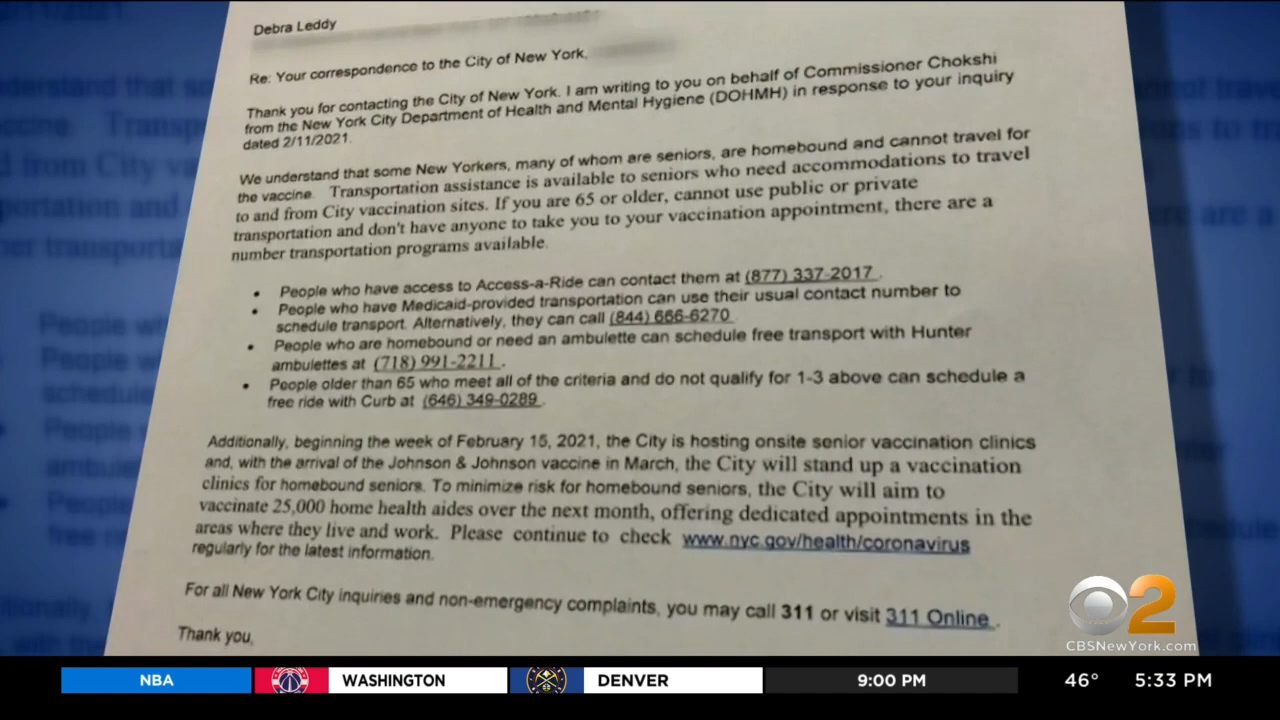 Debra Leddy
Re: Your correspondence to the City of New York,
Thank you for contacting the City of New York. I am writing to you on behalf of Commissioner Chokshi
from the New York City Department of Health and Mental Hygiene (DOHMH) in response to your inquiry
dated 2/11/2021.
We understand that some New Yorkers, many of whom are seniors, are homebound and cannot travel for
the vaccine. Transportation assistance is available to seniors who need accommodations to travel
to and from City vaccination sites. If you are 65 or older, cannot use public or private
transportation and don't have anyone to take you to your vaccination appointment, there are a
number transportation programs available.
• People who have access to Access-a-Ride can contact them at (877) 337-2017 .
• People who have Medicaid-provided transportation can use their usual contact number to
schedule transport. Alternatively, they can call (844) 666-6270
• People who are homebound or need an ambulette can schedule free transport with Hunter
ambulettes at (718) 991-2211 .
• People older than 65 who meet all of the criteria and do not qualify for 1-3 above can schedule a
free ride with Curb at (646) 349-0289 .
Additionally, beginning the week of February 15, 2021, the City is hosting onsite senior vaccination clinics
and, with the arrival of the Johnson & Johnson vaccine in March, the City will stand up a vaccination
clinics for homebound seniors. To minimize risk for homebound seniors, the City will aim to
vaccinate 25,000 home health aides over the next month, offering dedicated appointments in the
areas where they live and work. Please continue to check www.nyc.gov/health/coronavirus
regularly for the latest information.
For all New York City inquiries and non-emergency complaints, you may call 311 or visit 311 Online .
Thank you,
2
CBSNewYork.com
NBA WASHINGTON DENVER 9:00 PM 46° 5:33 PM